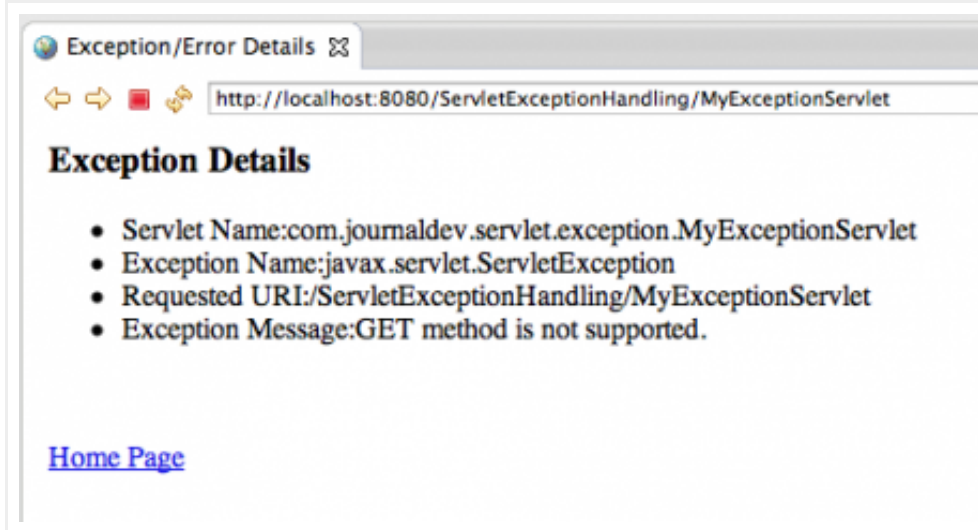 Exception/Error Details
http://localhost:8080/ServletExceptionHandling/MyExceptionServlet
Exception Details
Servlet Name:com.journaldev.servlet.exception.MyExceptionServlet
Exception Name:javax.servlet.ServletException
Requested URI:/ServletExceptionHandling/MyExceptionServlet
Exception Message:GET method is not supported.
Home Page